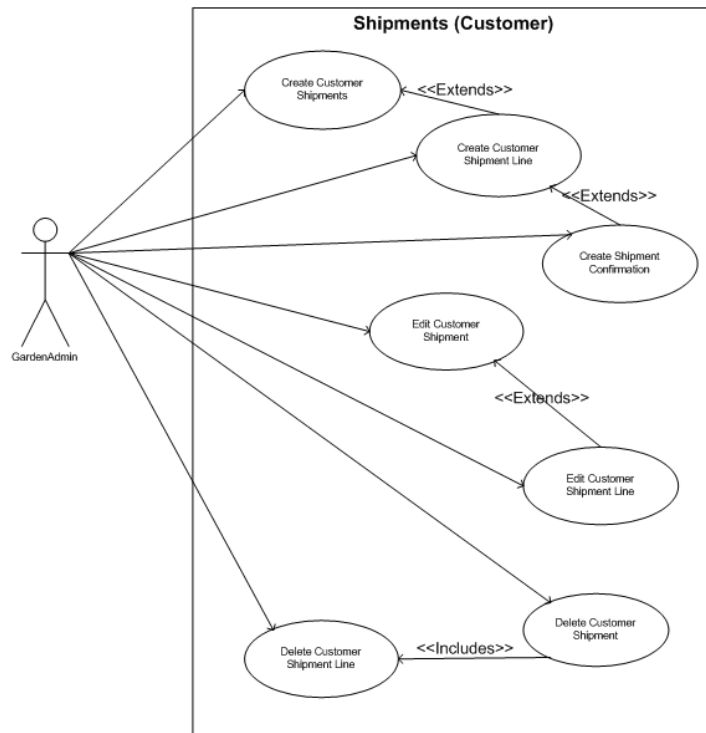 Shipments (Customer)
Create Customer
Shipments
<<Extends>>
Create Customer
Shipment Line
<<Extends>>
Create Shipment
Confirmation
GardenAdmin
Edit Customer
Shipment
<<Extends>>
Edit Customer
Shipment Line
Delete Customer
Shipment
<<Includes>>
Delete Customer
Shipment Line